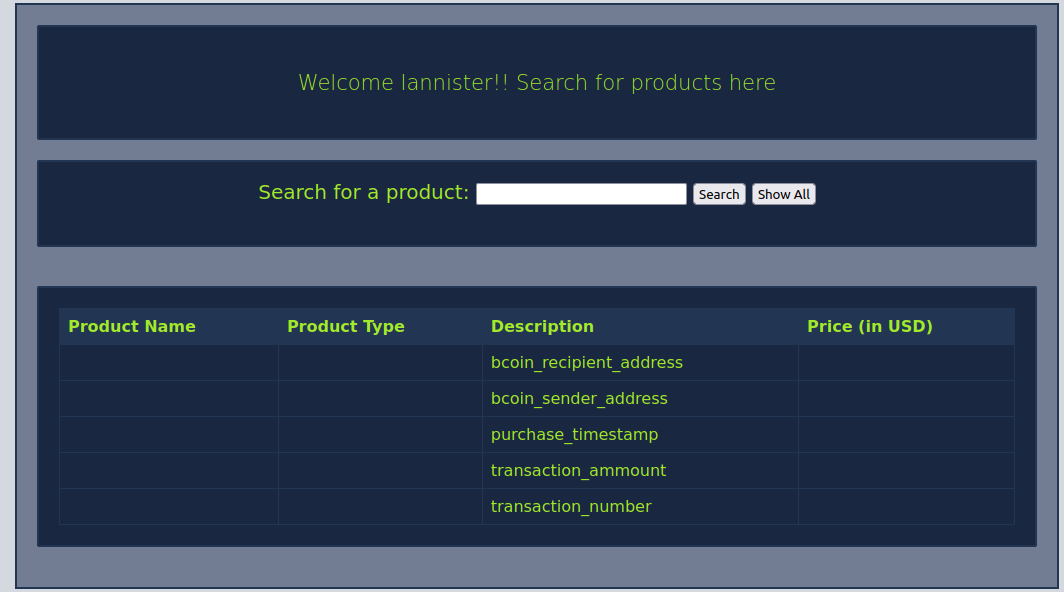 Welcome lannister!! Search for products here
Search for a product: Search Show All
Product Name Product Type Description Price (in USD)
bcoin_recipient_address
bcoin_sender_address
purchase_timestamp
transaction_ammount
transaction_number